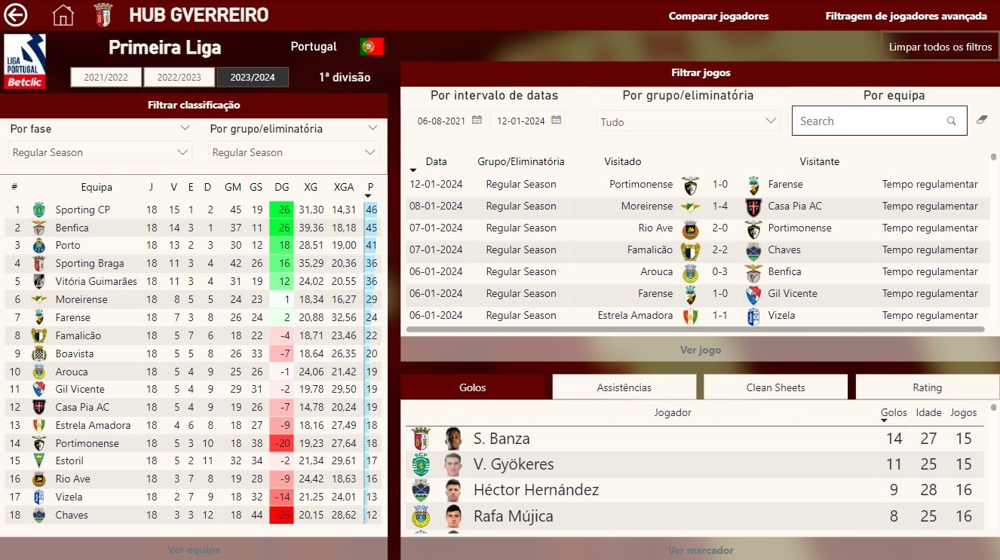 HUB GVERREIRO
Comparar jogadores
Filtragem de jogadores avançada
LIGA
PORTUGAL
Betclic
Primeira Liga
Portugal
Limpar todos os filtros
2021/2022 2022/2023 2023/2024
1ª divisão
Filtrar classificação
Por fase
Por grupo/eliminatória
Regular Season
Regular Season
# Equipa J V E D GM GS DG XG XGA P
1 Sporting CP 18 15 1 2 45 19 26 31,30 14,31 46
2 Benfica 18 14 3 1 37 11 26 39,36 18,18 45
3 Porto 18 13 2 3 30 12 18 28,51 19,00 41
4 Sporting Braga 18 11 3 4 42 26 16 35,29 20,36 36
5 Vitória Guimarães 18 11 3 4 31 19 12 24,02 20,55 36
6 Moreirense 18 8 5 5 24 23 1 18,34 16,27 29
7 Farense 18 7 3 8 26 24 2 20,88 32,56 24
8 Famalicão 18 5 7 6 18 22 -4 18,71 23,46 22
9 Boavista 18 5 5 8 26 33 -7 18,64 26,35 20
10 Arouca 18 5 4 9 25 26 -1 24,06 21,42 19
11 Gil Vicente 18 5 4 9 29 31 -2 19,78 29,50 19
12 Casa Pia AC 18 5 4 9 19 26 -7 14,78 20,24 19
13 Estrela Amadora 18 4 6 8 18 27 -9 18,16 27,49 18
14 Portimonense 18 5 3 10 18 38 -20 19,23 27,64 18
15 Estoril 18 5 2 11 32 34 -2 21,34 29,61 17
16 Rio Ave 18 3 7 8 19 28 -9 24,42 18,63 16
17 Vizela 18 2 7 9 18 32 -14 21,25 24,01 13
18 Chaves 18 3 3 12 18 44 -26 20,15 28,62 12
Ver equipa
Filtrar jogos
Por intervalo de datas
Por grupo/eliminatória
Por equipa
06-08-2021 12-01-2024
Tudo
Search
Data Grupo/Eliminatória Visitado Visitante
12-01-2024 Regular Season Portimonense 1-0 Farense Tempo regulamentar
08-01-2024 Regular Season Moreirense 1-4 Casa Pia AC Tempo regulamentar
07-01-2024 Regular Season Rio Ave 2-0 Portimonense Tempo regulamentar
07-01-2024 Regular Season Famalicão 2-2 Chaves Tempo regulamentar
06-01-2024 Regular Season Arouca 0-3 Benfica Tempo regulamentar
06-01-2024 Regular Season Farense 1-0 Gil Vicente Tempo regulamentar
06-01-2024 Regular Season Estrela Amadora 1-1 Vizela Tempo regulamentar
Ver jogo
Golos Assistências Clean Sheets Rating
Jogador Golos Idade Jogos
S. Banza 14 27 15
V. Gyökeres 11 25 15
Héctor Hernández 9 28 16
Rafa Mújica 8 25 16
Ver marcador